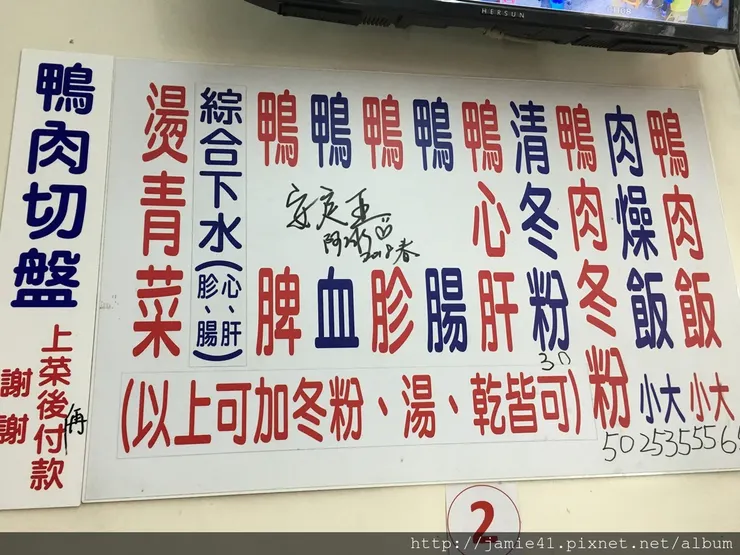 HERSUN
鴨肉飯
小大
55 65
肉燥飯
小大
25 35
鴨肉冬粉
50
清冬粉
30
鴨心肝
鴨腸
鴨胗
鴨血
鴨脾
綜合下水(心、肝、胗、腸)
燙青菜
(以上可加冬粉、湯、乾皆可)
鴨肉切盤
上菜後付款
謝謝
2
http://jamie41.pixnet.net/album